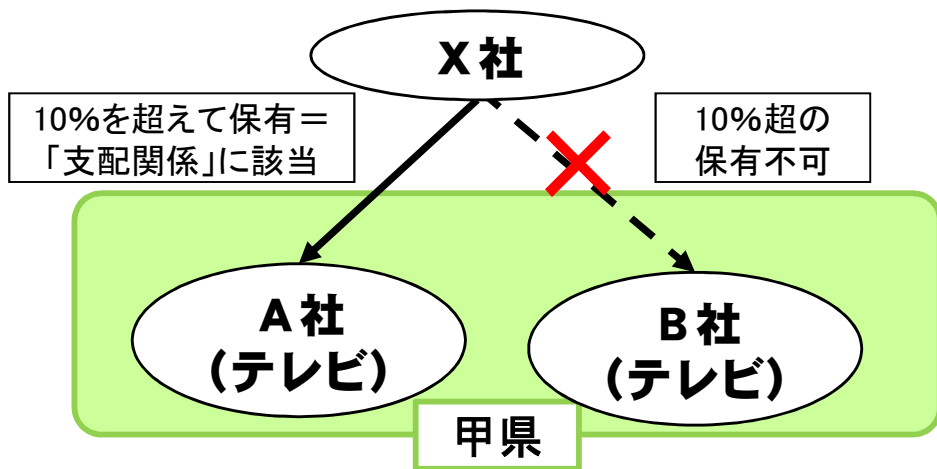 X社
10%を超えて保有＝
「支配関係」に該当
10%超の
保有不可
A社
(テレビ)
B社
(テレビ)
甲県